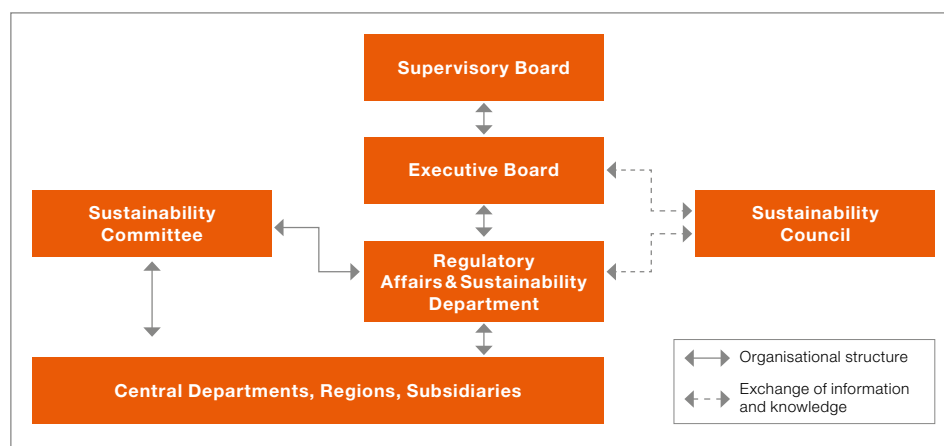 Supervisory Board
Executive Board
Sustainability
Committee
Sustainability
Council
Regulatory
Affairs & Sustainability
Department
Central Departments, Regions, Subsidiaries
Organisational structure
Exchange of information
and knowledge